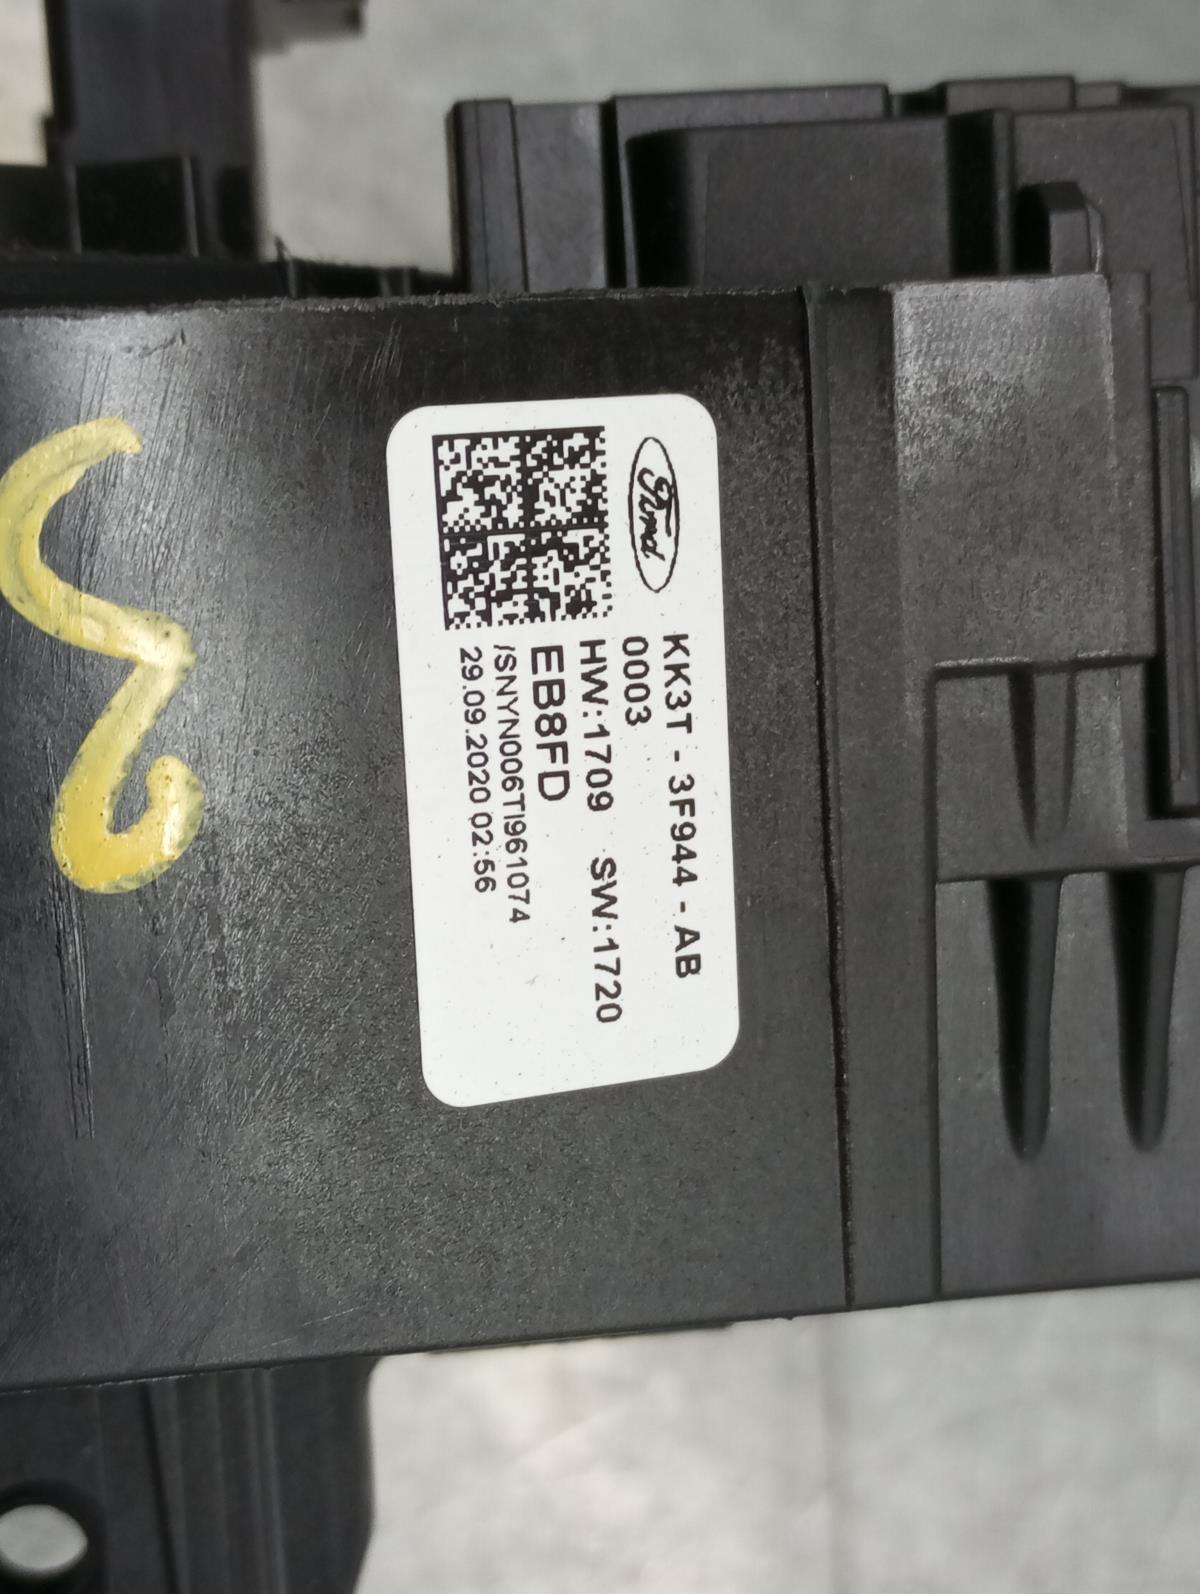 Ford
KK3T - 3F944 - AB
0003
HW:1709 SW:1720
EB8FD
/SNYN006TI961074
29.09.2020 02:56